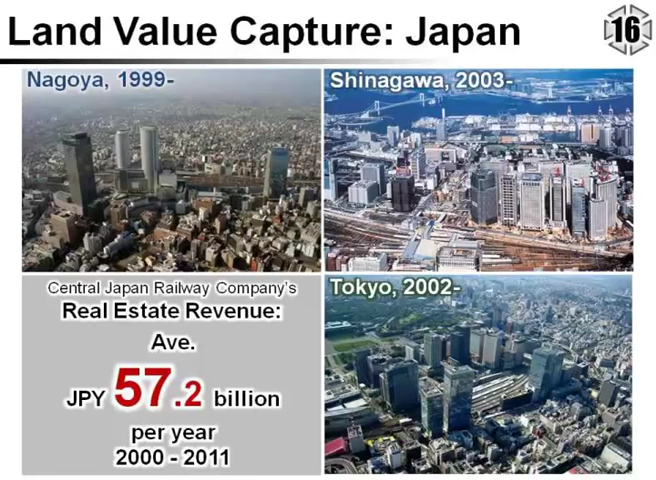 Land Value Capture: Japan
16
Nagoya, 1999-
Shinagawa, 2003-
Central Japan Railway Company's
Real Estate Revenue:
Ave.
JPY 57.2 billion
per year
2000 - 2011
Tokyo, 2002-